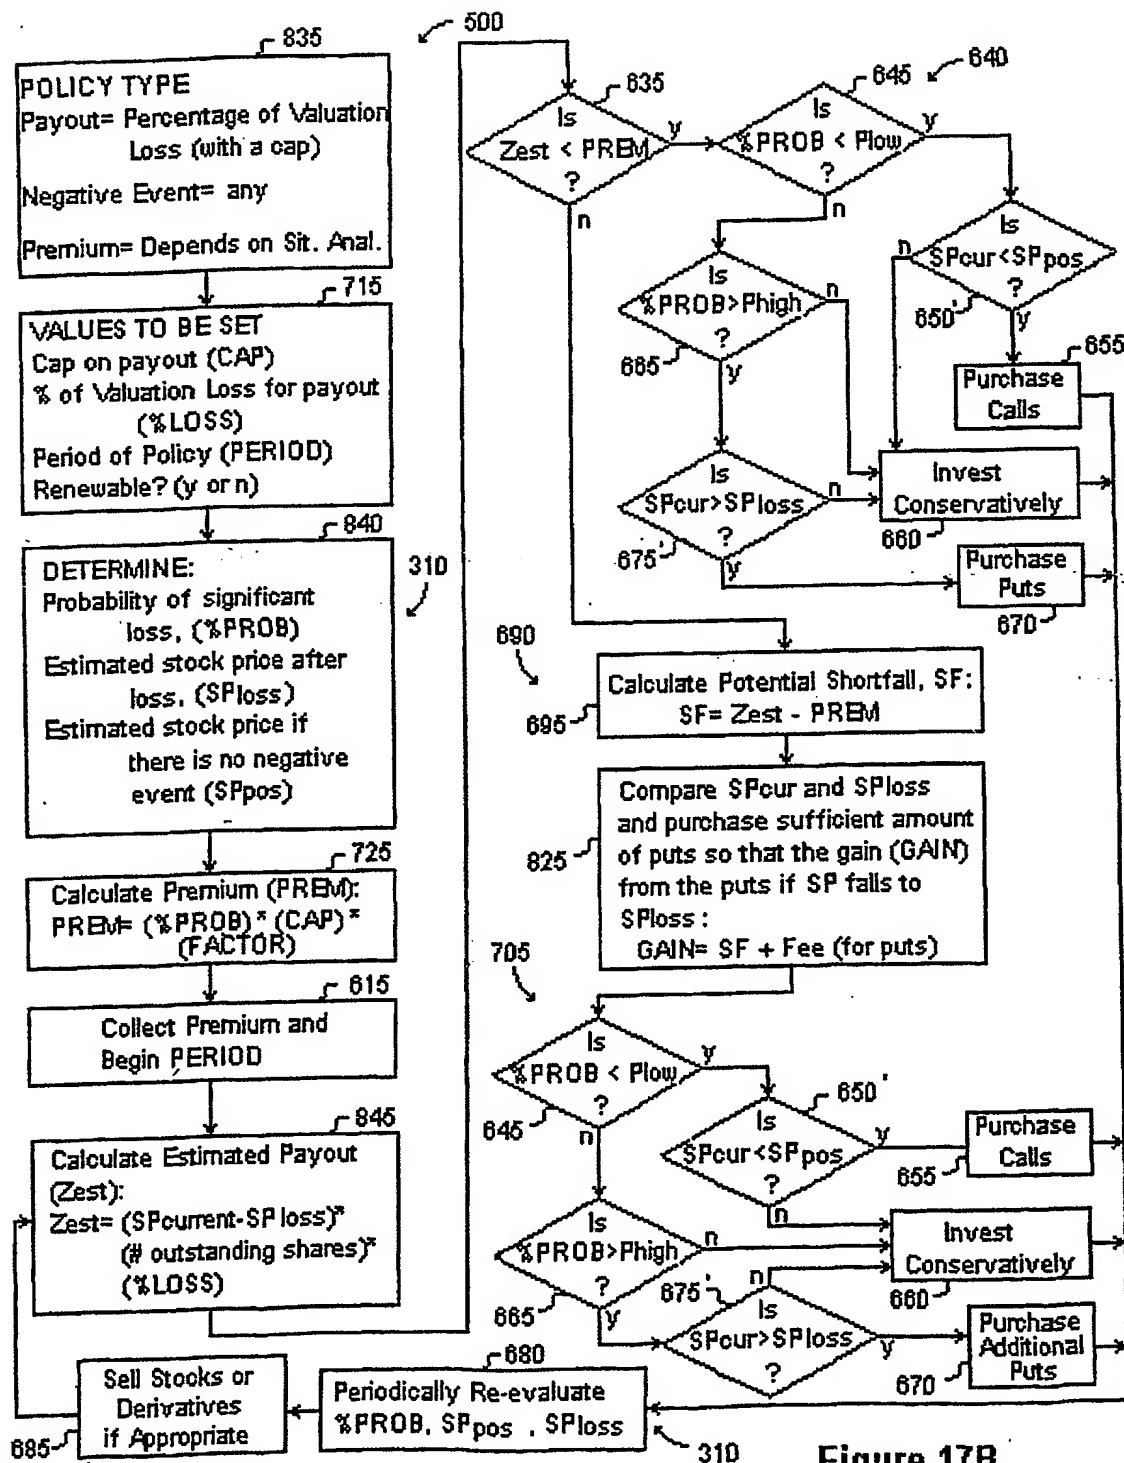 500
835
POLICY TYPE
Payout= Percentage of Valuation
Loss (with a cap)
Negative Event= any
Premium= Depends on Sit. Anal.
715
VALUES TO BE SET
Cap on payout (CAP)
% of Valuation Loss for payout
(%LOSS)
Period of Policy (PERIOD)
Renewable? (y or n)
840
310
DETERMINE:
Probability of significant
loss, (%PROB)
Estimated stock price after
loss, (SPloss)
Estimated stock price if
there is no negative
event (SPpos)
725
Calculate Premium (PREM):
PREM= (%PROB)* (CAP)*
(FACTOR)
615
Collect Premium and
Begin PERIOD
845
Calculate Estimated Payout
(Zest):
Zest= (SPcurrent-SPloss)*
(# outstanding shares)*
(%LOSS)
635
Is
Zest < PREM
?
y
n
645
640
Is
%PROB < Plow
?
y
n
Is
SPcur<SPpos
?
n
y
650'
655
Purchase
Calls
Is
%PROB>Phigh
?
n
y
665
Is
SPcur>SPloss
?
n
y
675'
Invest
Conservatively
660
Purchase
Puts
670
690
Calculate Potential Shortfall, SF:
SF= Zest - PREM
695
Compare SPcur and SPloss
and purchase sufficient amount
of puts so that the gain (GAIN)
from the puts if SP falls to
SPloss:
GAIN= SF + Fee (for puts)
825
705
Is
%PROB < Plow
?
y
n
645
650'
Is
SPcur<SPpos
?
y
n
Purchase
Calls
655
Is
%PROB>Phigh
?
n
y
665
Invest
Conservatively
660
675'
n
Is
SPcur>SPloss
?
y
Purchase
Additional
Puts
670
680
Periodically Re-evaluate
%PROB, SPpos , SPloss
310
Sell Stocks or
Derivatives
if Appropriate
685
Figure 17B